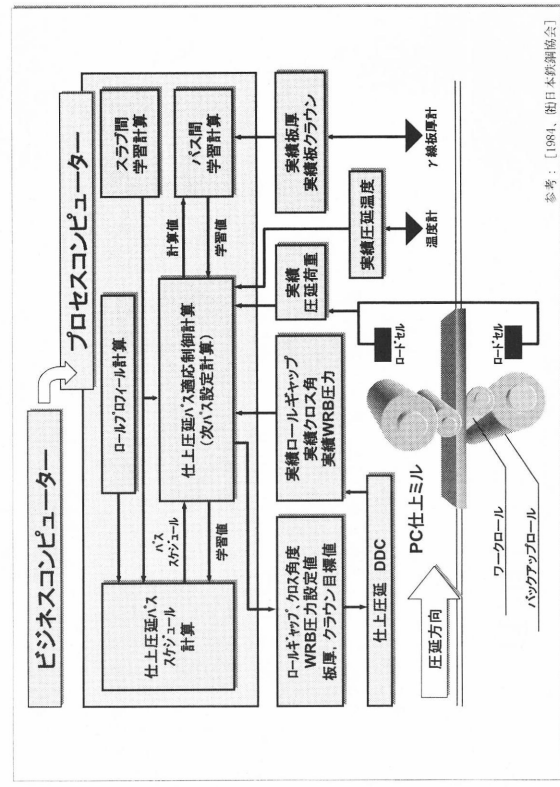 ビジネスコンピューター
プロセスコンピューター
ロールプロフィール計算
スラブ間
学習計算
仕上圧延パス
スケジュール
計算
パス
スケジュール
学習値
仕上圧延パス適応制御計算
(次パス設定計算)
計算値
学習値
パス間
学習計算
ロールギャップ、クロス角度
WRB圧力設定値
板厚，クラウン目標値
実績ロールギャップ
実績クロス角
実績WRB圧力
実績
圧延荷重
実績圧延温度
実績板厚
実績板クラウン
仕上圧延 DDC
圧延方向
PC仕上ミル
ロードセル
ロードセル
温度計
γ線板厚計
ワークロール
バックアップロール
参考：［1984、㈳日本鉄鋼協会］